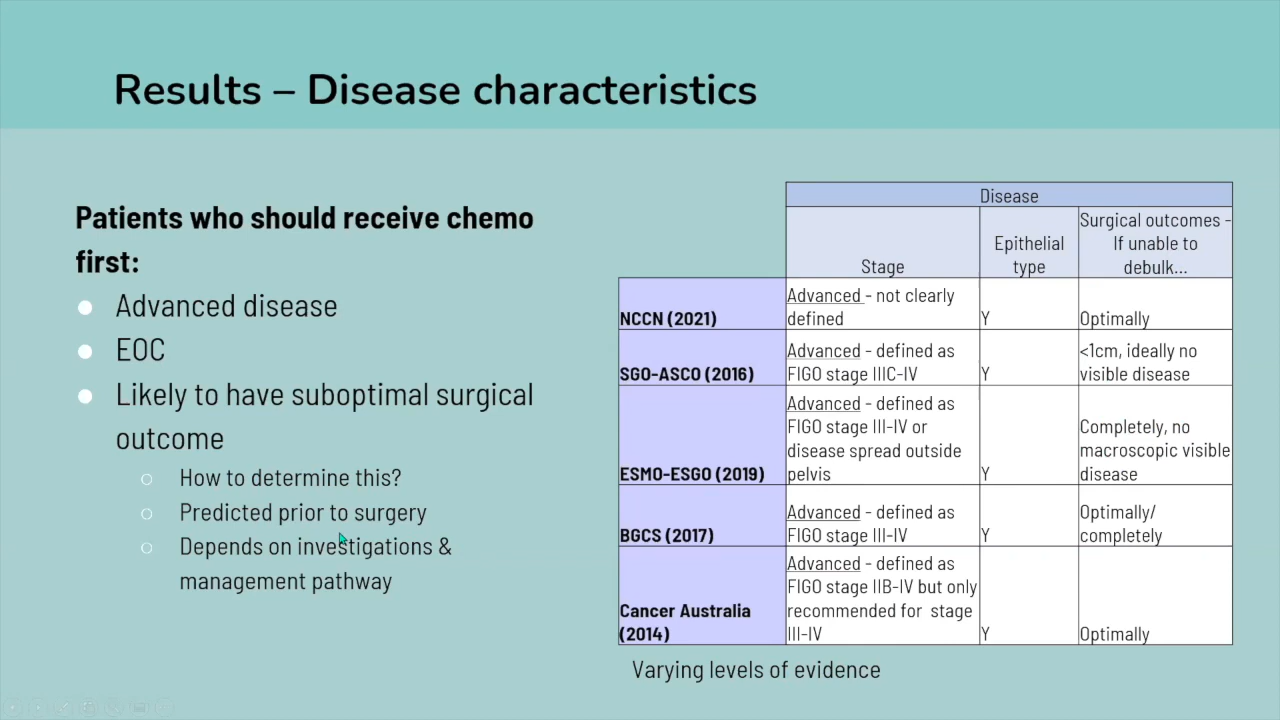 Results – Disease characteristics
Patients who should receive chemo
first:
Advanced disease
EOC
Likely to have suboptimal surgical
outcome
How to determine this?
Predicted prior to surgery
Depends on investigations &
management pathway
Disease
Stage
Epithelial
type
Surgical outcomes -
If unable to
debulk...
NCCN (2021)
Advanced - not clearly
defined
Y
Optimally
SGO-ASCO (2016)
Advanced - defined as
FIGO stage IIIC-IV
Y
<1cm, ideally no
visible disease
ESMO-ESGO (2019)
Advanced - defined as
FIGO stage III-IV or
disease spread outside
pelvis
Y
Completely, no
macroscopic visible
disease
BGCS (2017)
Advanced - defined as
FIGO stage III-IV
Y
Optimally/
completely
Cancer Australia
(2014)
Advanced - defined as
FIGO stage IIB-IV but only
recommended for stage
III-IV
Y
Optimally
Varying levels of evidence